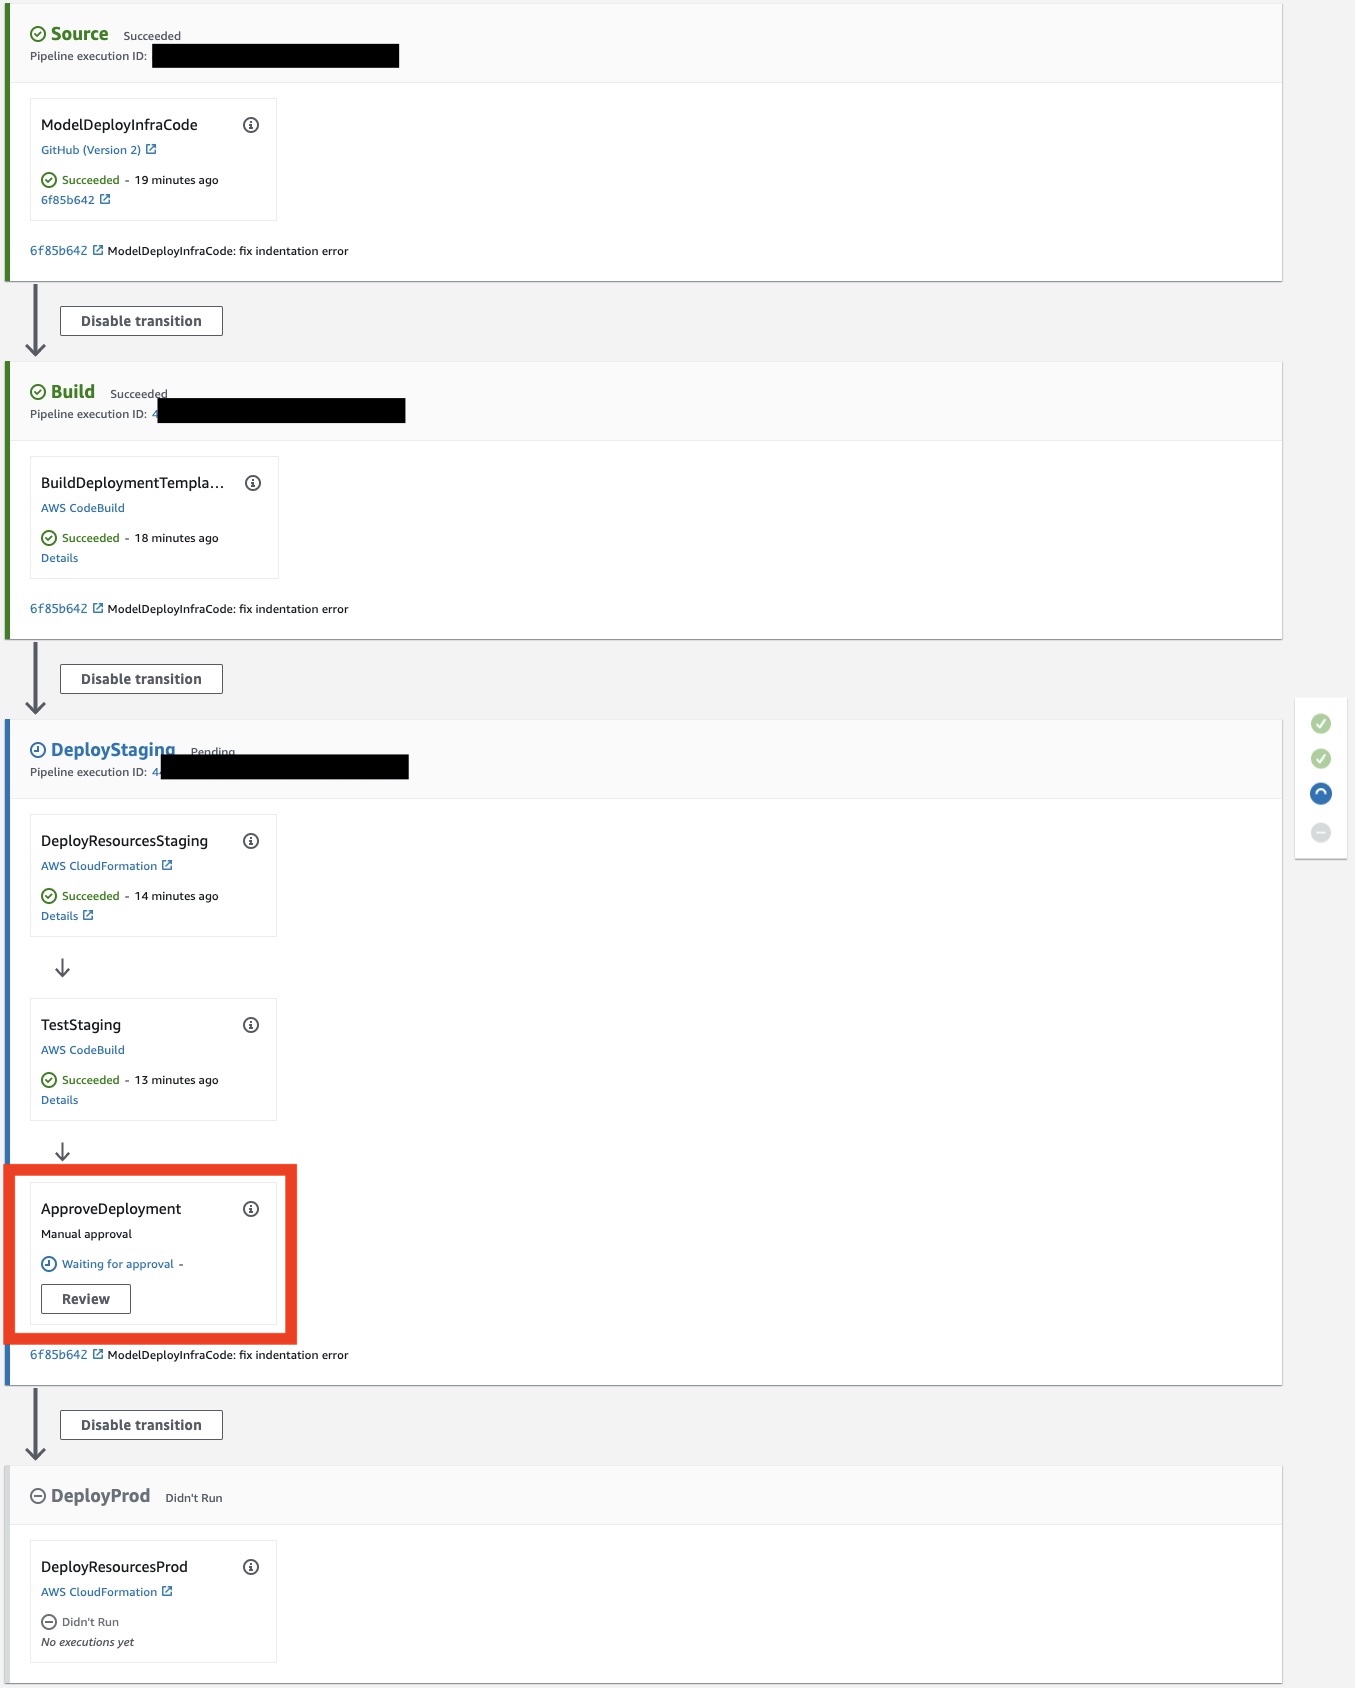 Source Succeeded
Pipeline execution ID:
ModelDeployInfraCode
GitHub (Version 2)
Succeeded - 19 minutes ago
6f85b642
6f85b642 ModelDeployInfraCode: fix indentation error
Disable transition
Build Succeeded
Pipeline execution ID: 4
BuildDeploymentTempla...
AWS CodeBuild
Succeeded - 18 minutes ago
Details
6f85b642 ModelDeployInfraCode: fix indentation error
Disable transition
DeployStaging Pending
Pipeline execution ID: 44
DeployResourcesStaging
AWS CloudFormation
Succeeded - 14 minutes ago
Details
TestStaging
AWS CodeBuild
Succeeded - 13 minutes ago
Details
ApproveDeployment
Manual approval
Waiting for approval -
Review
6f85b642 ModelDeployInfraCode: fix indentation error
Disable transition
DeployProd Didn't Run
DeployResourcesProd
AWS CloudFormation
Didn't Run
No executions yet